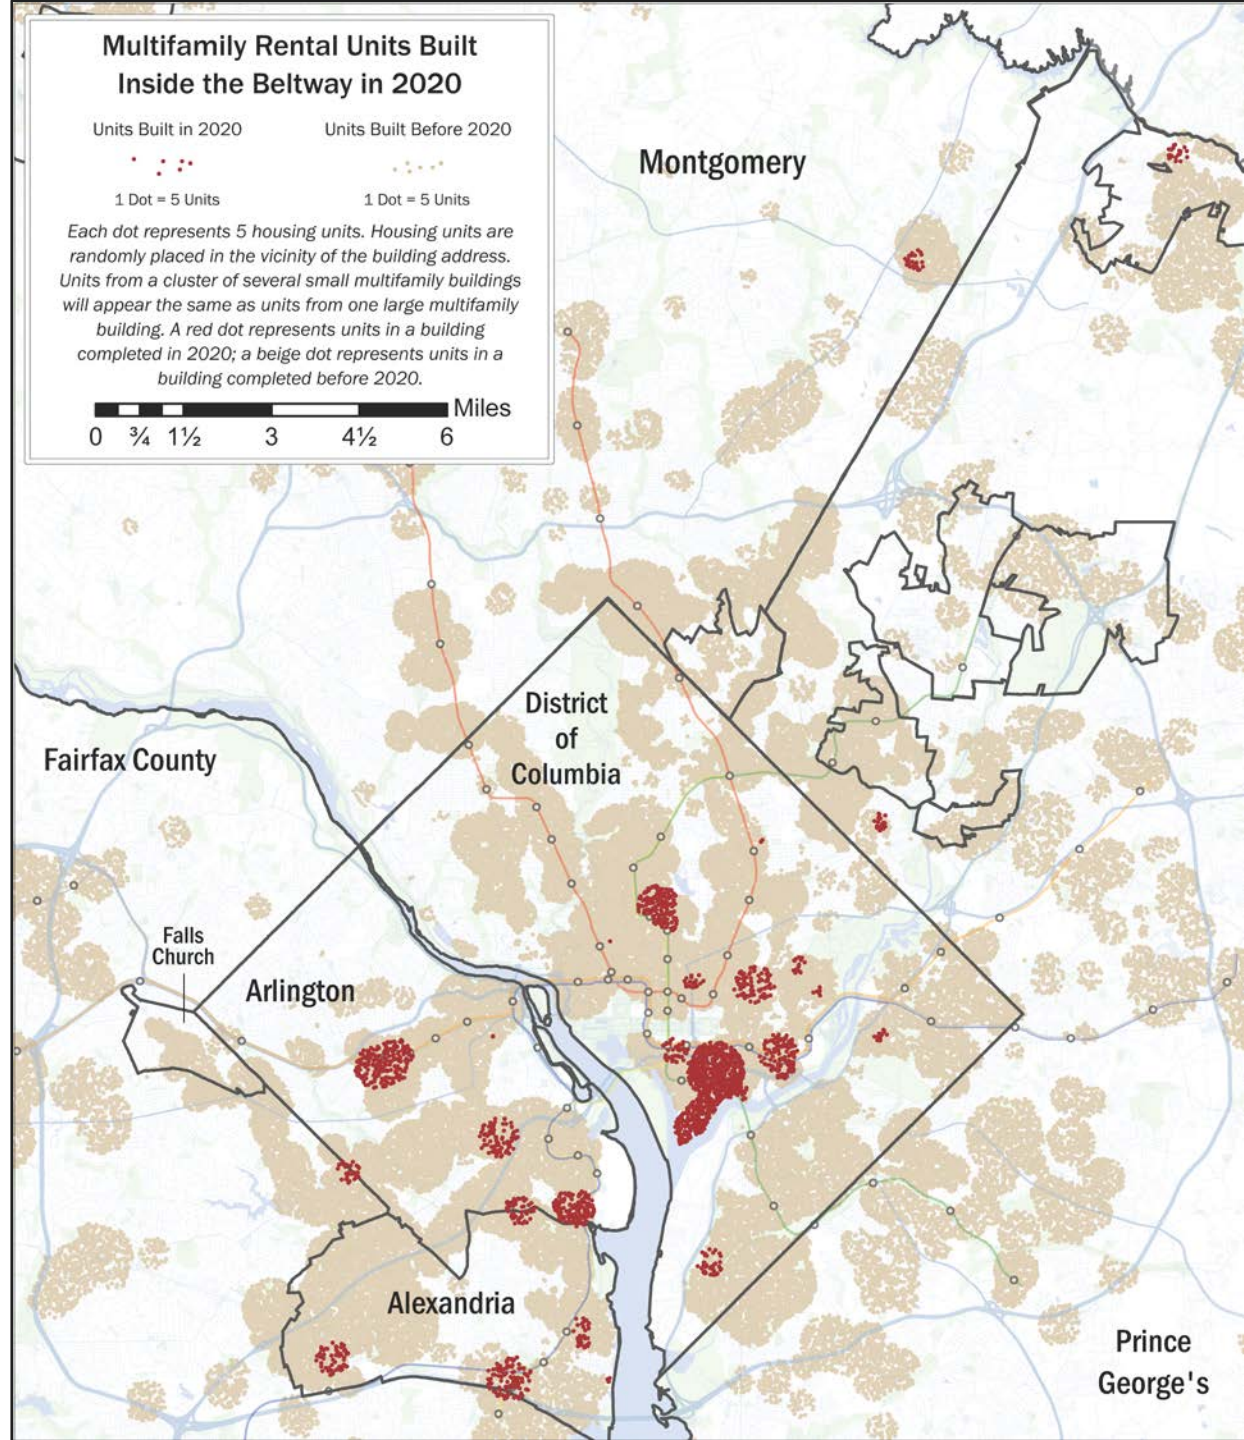 Multifamily Rental Units Built
Inside the Beltway in 2020
Units Built in 2020
Units Built Before 2020
1 Dot = 5 Units
1 Dot = 5 Units
Each dot represents 5 housing units. Housing units are
randomly placed in the vicinity of the building address.
Units from a cluster of several small multifamily buildings
will appear the same as units from one large multifamily
building. A red dot represents units in a building
completed in 2020; a beige dot represents units in a
building completed before 2020.
Miles
0 ¾ 1½ 3 4½ 6
Montgomery
District
of
Columbia
Fairfax County
Falls
Church
Arlington
Alexandria
Prince
George's